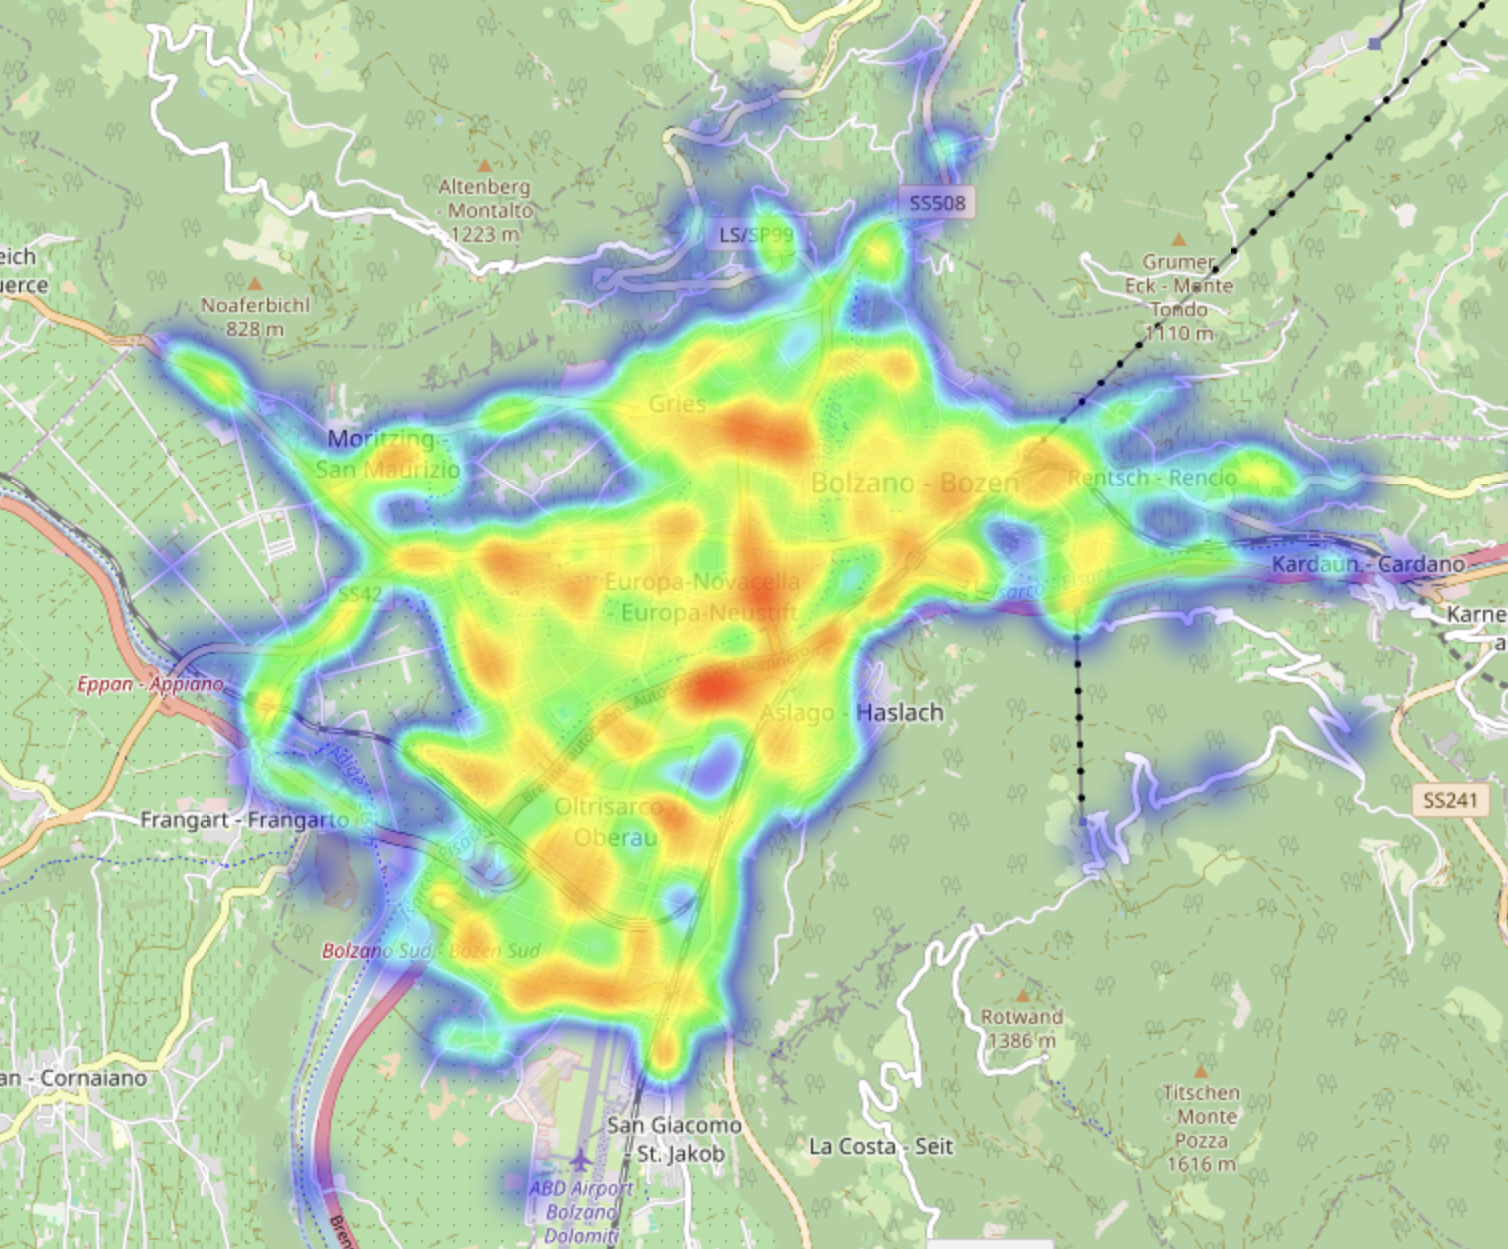 Altenberg
- Montalto
1223 m
SS508
LS/SP99
eich
uerce
Noaferbichl
828 m
Grumer
Eck - Monte
Tondo
1110 m
Gries
Moritzing -
San Maurizio
Bolzano - Bozen
Rentsch - Rencio
Kardaun - Cardano
SS42
Europa-Novacella
- Europa-Neustift
Karne
a
Eppan - Appiano
Aslago - Haslach
Adige
SS241
Frangart - Frangarto
Oltrisarco
Oberau
Bolzano Sud - Bozen Sud
Rotwand
1386 m
an - Cornaiano
Titschen
- Monte
Pozza
1616 m
San Giacomo
- St. Jakob
La Costa - Seit
ABD Airport
Bolzano
Dolomiti
Bren